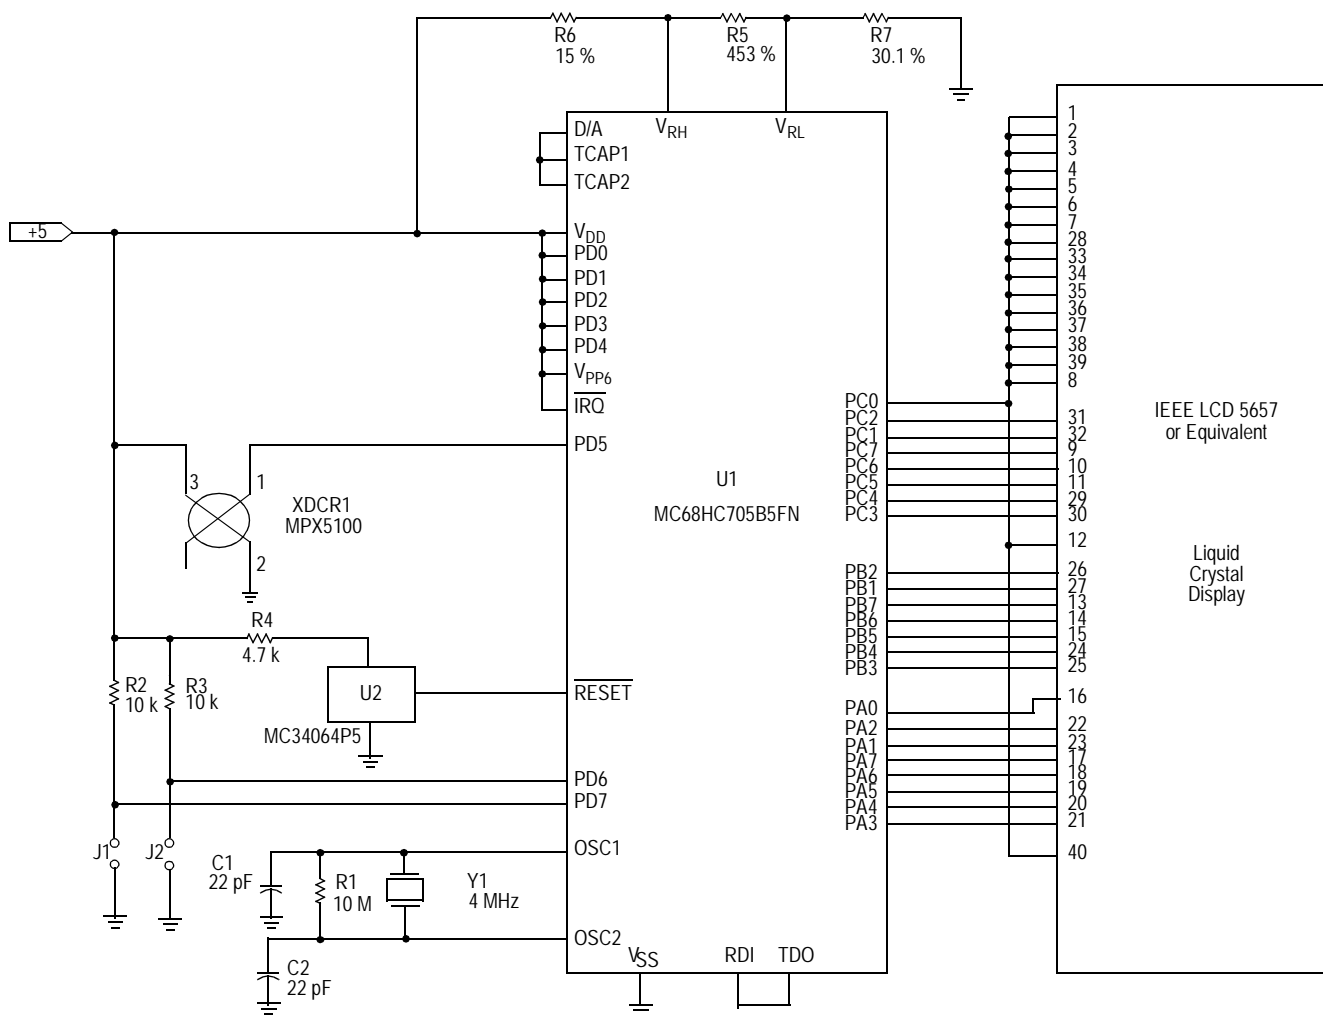 R6
15 %
R5
453 %
R7
30.1 %
VRH
VRL
D/A
TCAP1
TCAP2
+5
VDD
PD0
PD1
PD2
PD3
PD4
VPP6
IRQ
PD5
3
1
XDCR1
MPX5100
2
R4
4.7 k
R2
10 k
R3
10 k
U2
MC34064P5
RESET
PD6
PD7
J1
J2
OSC1
C1
22 pF
R1
10 M
Y1
4 MHz
OSC2
C2
22 pF
VSS
RDI
TDO
U1
MC68HC705B5FN
PC0
PC2
PC1
PC7
PC6
PC5
PC4
PC3
PB2
PB1
PB7
PB6
PB5
PB4
PB3
PA0
PA2
PA1
PA7
PA6
PA5
PA4
PA3
1
2
3
4
5
6
7
28
33
34
35
36
37
38
39
8
31
32
9
10
11
29
30
12
26
27
13
14
15
24
25
16
22
23
17
18
19
20
21
40
IEEE LCD 5657
or Equivalent
Liquid
Crystal
Display